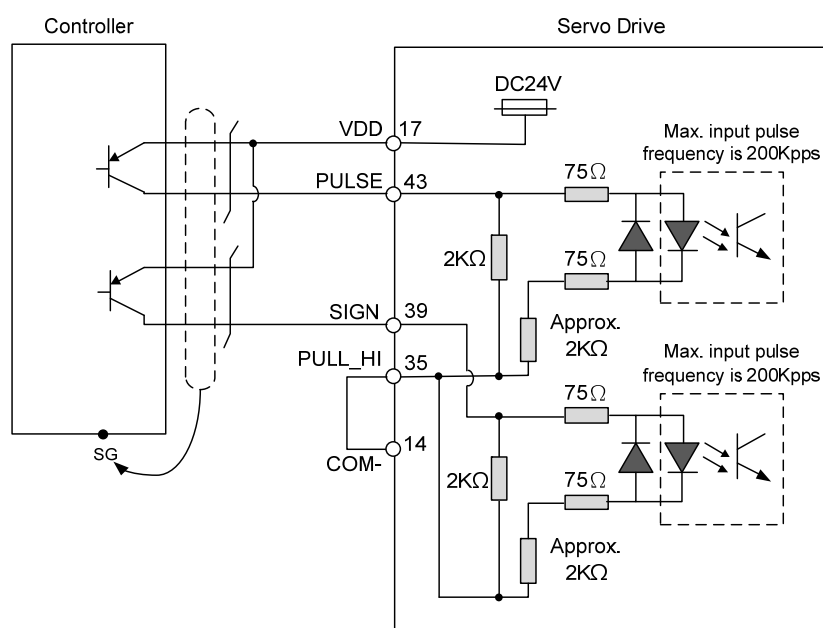 Controller
Servo Drive
DC24V
VDD
17
Max. input pulse
frequency is 200Kpps
PULSE
43
75Ω
2KΩ
75Ω
SIGN
39
Approx.
2KΩ
PULL_HI
35
Max. input pulse
frequency is 200Kpps
75Ω
SG
14
COM-
2KΩ
75Ω
Approx.
2KΩ